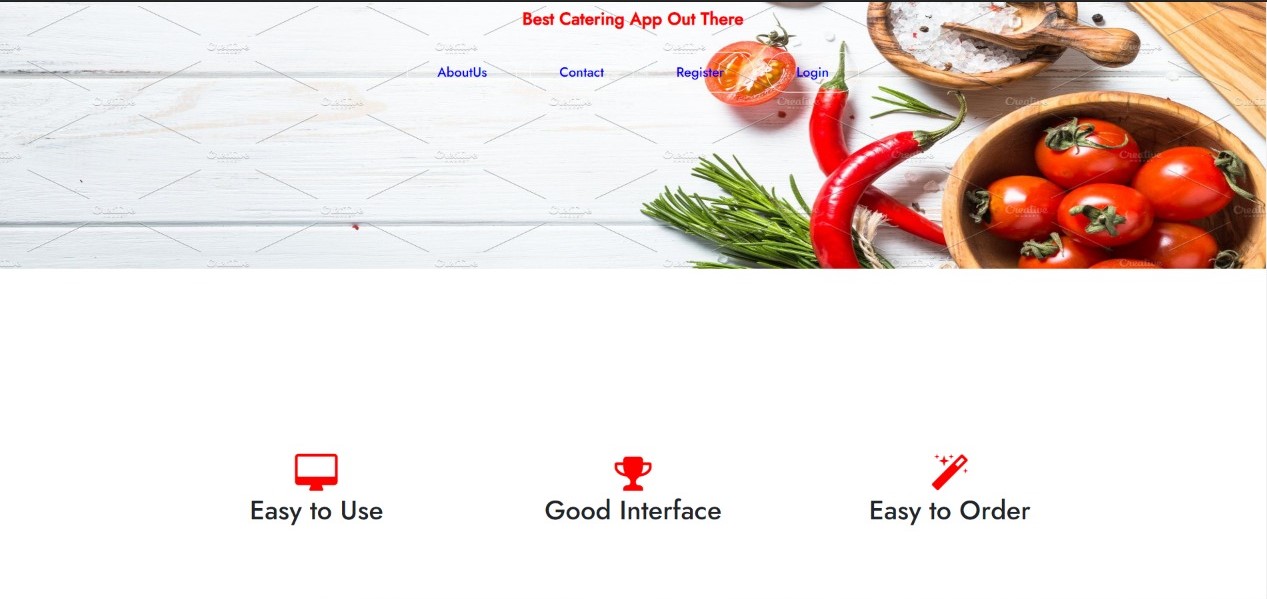 Best Catering App Out There
AboutUs Contact Register Login
Easy to Use Good Interface Easy to Order